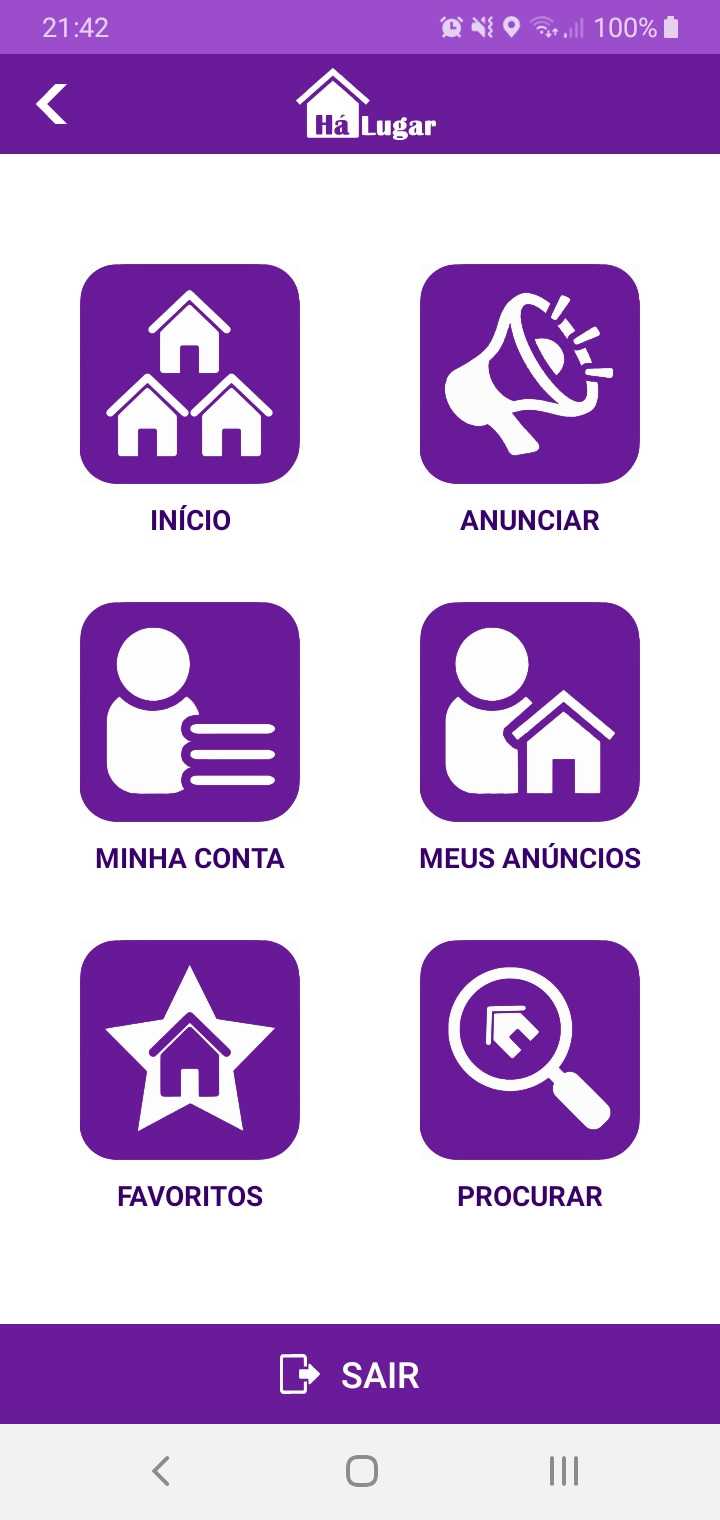 21:42
100%
Há Lugar
INÍCIO
ANUNCIAR
MINHA CONTA
MEUS ANÚNCIOS
FAVORITOS
PROCURAR
SAIR